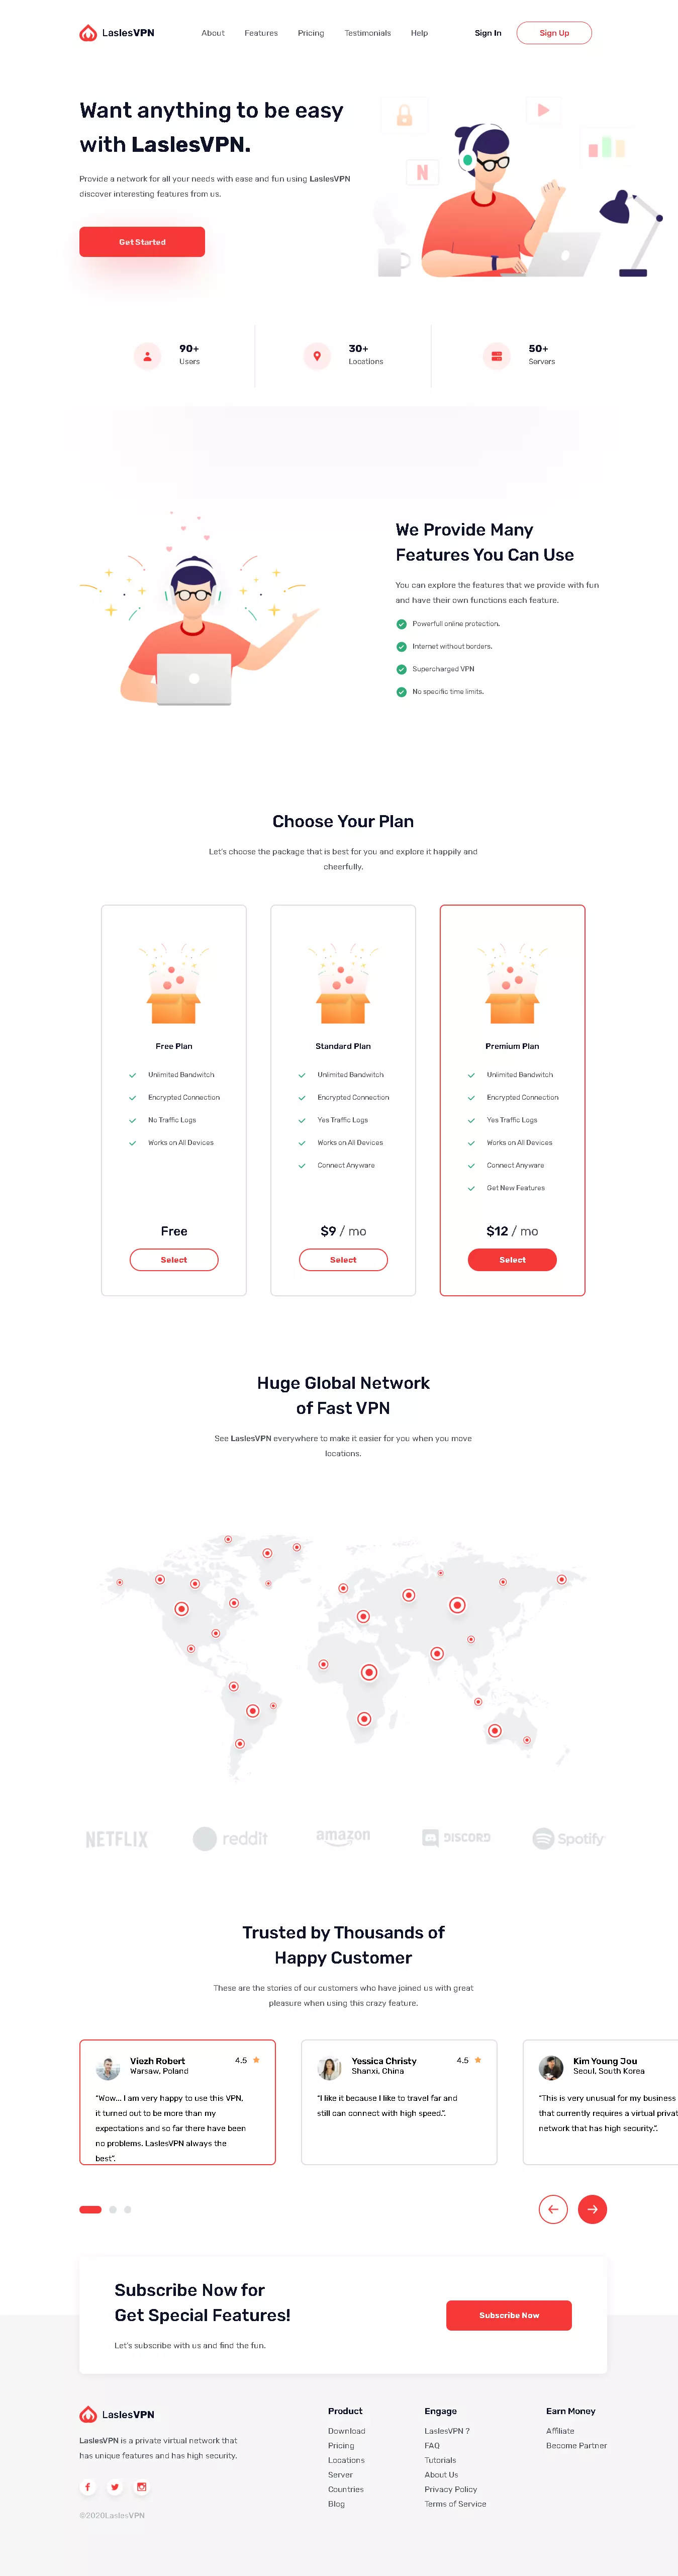 LaslesVPN
About Features Pricing Testimonials Help
Sign In
Sign Up
Want anything to be easy
with LaslesVPN.
Provide a network for all your needs with ease and fun using LaslesVPN
discover interesting features from us.
Get Started
N
90+
Users
30+
Locations
50+
Servers
We Provide Many
Features You Can Use
You can explore the features that we provide with fun
and have their own functions each feature.
Powerfull online protection.
Internet without borders.
Supercharged VPN
No specific time limits.
Choose Your Plan
Let's choose the package that is best for you and explore it happily and
cheerfully.
Free Plan
Unlimited Bandwitch
Encrypted Connection
No Traffic Logs
Works on All Devices
Free
Select
Standard Plan
Unlimited Bandwitch
Encrypted Connection
Yes Traffic Logs
Works on All Devices
Connect Anyware
$9 / mo
Select
Premium Plan
Unlimited Bandwitch
Encrypted Connection
Yes Traffic Logs
Works on All Devices
Connect Anyware
Get New Features
$12 / mo
Select
Huge Global Network
of Fast VPN
See LaslesVPN everywhere to make it easier for you when you move
locations.
NETFLIX
reddit
amazon
DISCORD
Spotify
Trusted by Thousands of
Happy Customer
These are the stories of our customers who have joined us with great
pleasure when using this crazy feature.
Viezh Robert
Warsaw, Poland
4.5
“Wow... I am very happy to use this VPN,
it turned out to be more than my
expectations and so far there have been
no problems. LaslesVPN always the
best”.
Yessica Christy
Shanxi, China
4.5
“I like it because I like to travel far and
still can connect with high speed.”.
Kim Young Jou
Seoul, South Korea
“This is very unusual for my business
that currently requires a virtual privat
network that has high security.”.
Subscribe Now for
Get Special Features!
Let's subscribe with us and find the fun.
Subscribe Now
LaslesVPN
LaslesVPN is a private virtual network that
has unique features and has high security.
©2020LaslesVPN
Product
Download
Pricing
Locations
Server
Countries
Blog
Engage
LaslesVPN ?
FAQ
Tutorials
About Us
Privacy Policy
Terms of Service
Earn Money
Affiliate
Become Partner